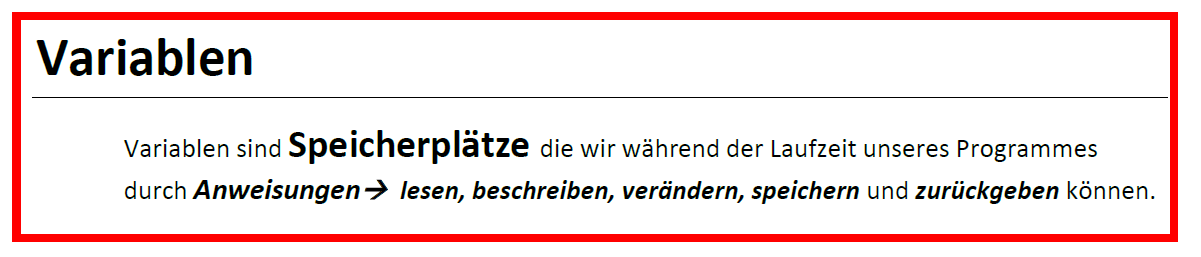 Variablen
Variablen sind Speicherplätze die wir während der Laufzeit unseres Programmes
durch Anweisungen→ lesen, beschreiben, verändern, speichern und zurückgeben können.